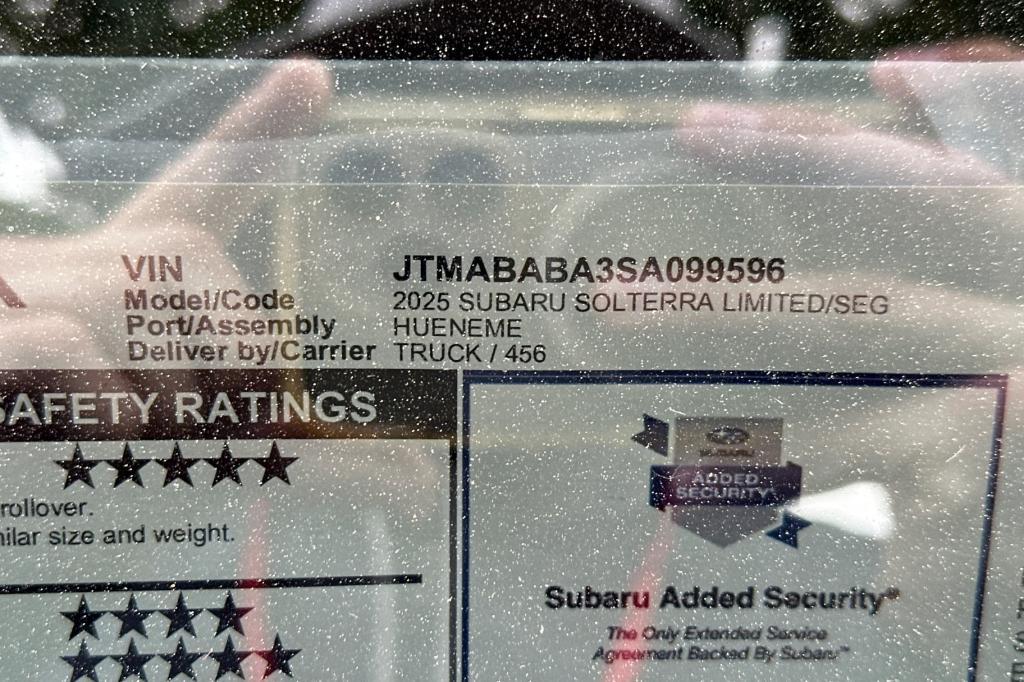 VIN JTMABABA3SA099596
Model/Code 2025 SUBARU SOLTERRA LIMITED/SEG
Port/Assembly HUENEME
Deliver by/Carrier TRUCK / 456
SAFETY RATINGS
rollover.
size and weight.
SUBARU
ADDED
SECURITY
Subaru Added Security®
The Only Extended Service
Agreement Backed By Subaru™